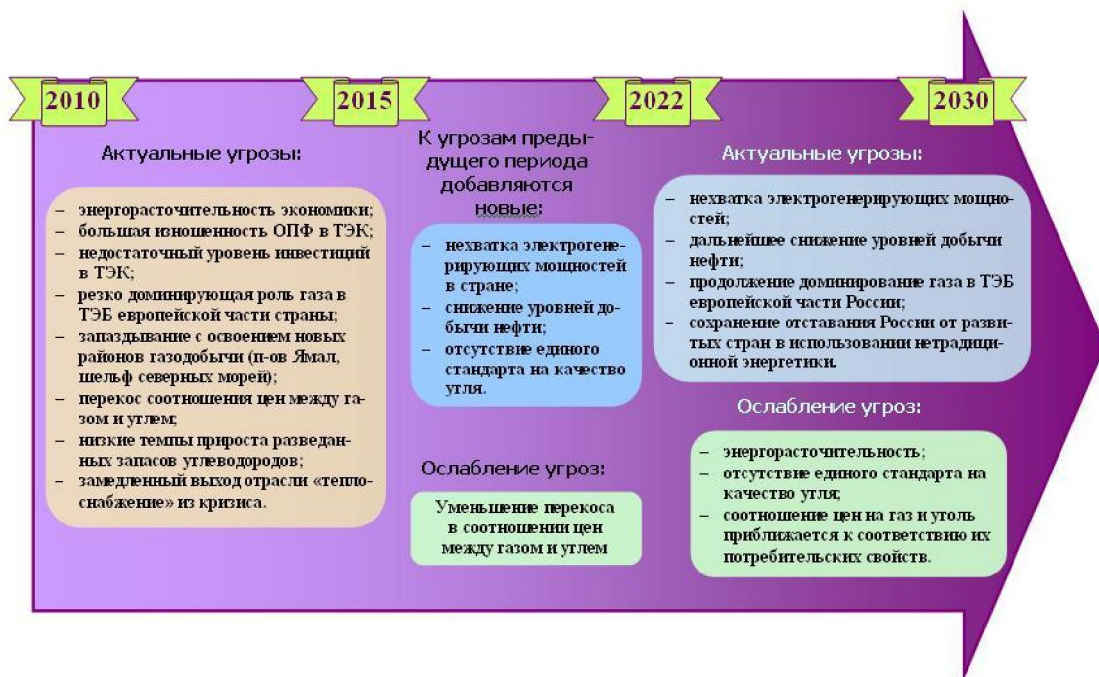 2010
2015
2022
2030
Актуальные угрозы:
– энергорасточительность экономики;
– большая изношенность ОПФ в ТЭК;
– недостаточный уровень инвестиций
в ТЭК;
– резко доминирующая роль газа в
ТЭБ европейской части страны;
– запаздывание с освоением новых
районов газодобычи (п-ов Ямал,
шельф северных морей);
– перекос соотношения цен между га-
зом и углем;
– низкие темпы прироста разведан-
ных запасов углеводородов;
– замедленный выход отрасли «тепло-
снабжение» из кризиса.
К угрозам преды-
дущего периода
добавляются
новые:
– нехватка электрогене-
рирующих мощностей
в стране;
– снижение уровней до-
бычи нефти;
– отсутствие единого
стандарта на качество
угля.
Ослабление угроз:
Уменьшение перекоса
в соотношении цен
между газом и углем
Актуальные угрозы:
– нехватка электрогенерирующих мощно-
стей;
– дальнейшее снижение уровней добычи
нефти;
– продолжение доминирование газа в ТЭБ
европейской части России;
– сохранение отставания России от разви-
тых стран в использовании нетрадици-
онной энергетики.
Ослабление угроз:
– энергорасточительность;
– отсутствие единого стандарта на
качество угля;
– соотношение цен на газ и уголь
приближается к соответствию их
потребительских свойств.